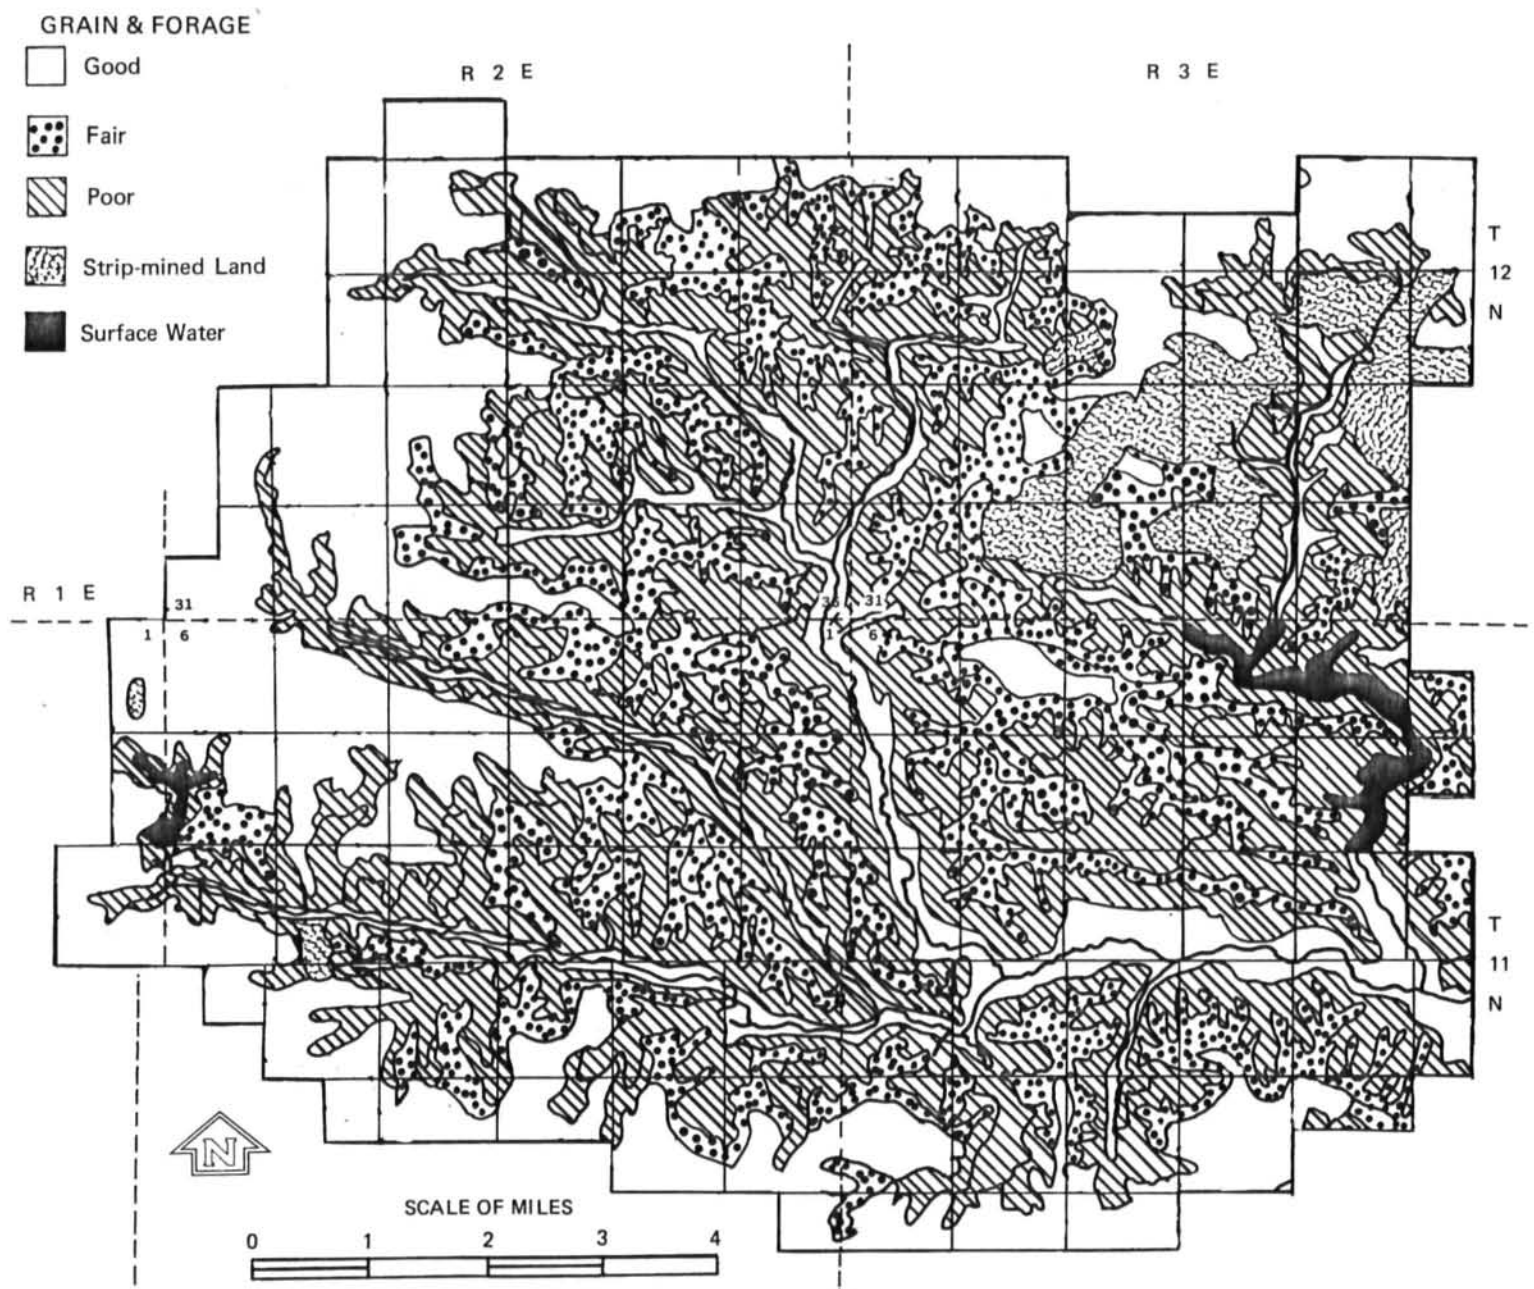 GRAIN & FORAGE
Good
Fair
Poor
Strip-mined Land
Surface Water
R 2 E
R 3 E
T
12
N
R 1 E
31
1 6
36 31
1 6
T
11
N
N
SCALE OF MILES
0 1 2 3 4